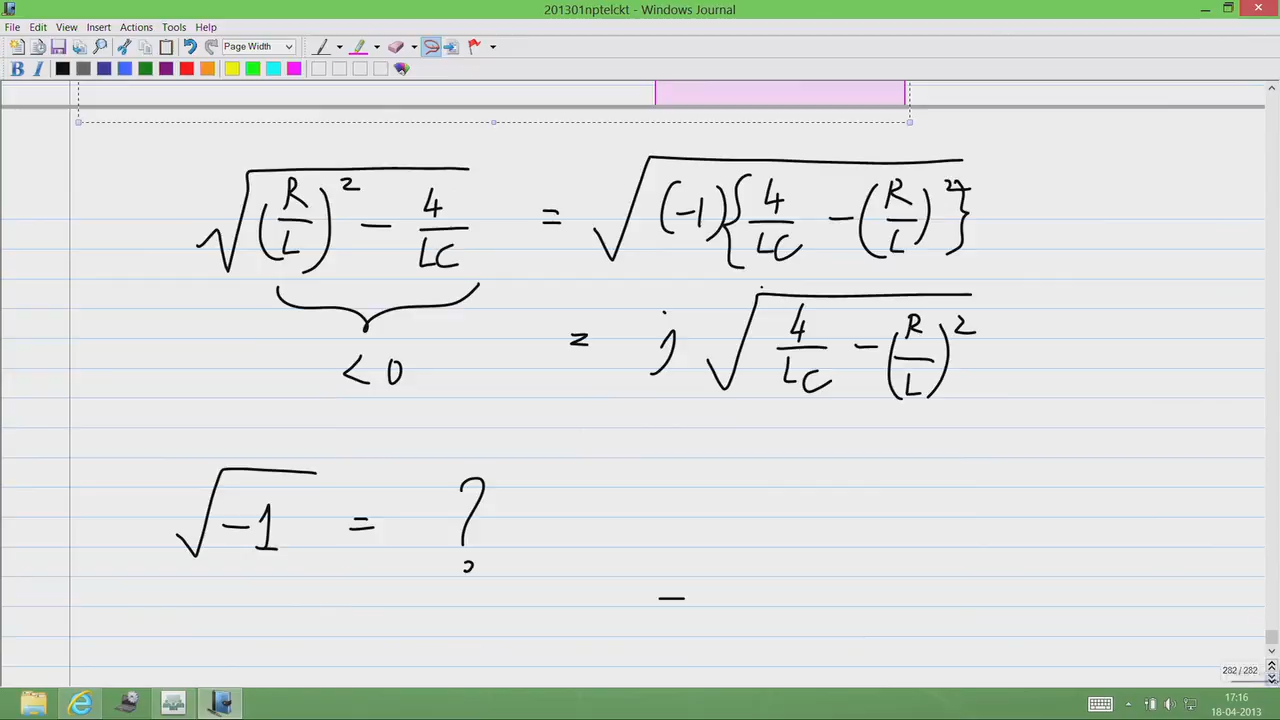 201301nptelckt - Windows Journal
File Edit View Insert Actions Tools Help
Page Width
B I
√((R/L)² - 4/LC) = √((-1){4/LC - (R/L)²})
< 0
= j √(4/LC - (R/L)²)
√-1 = ?
—
282 / 282
17:16
18-04-2013